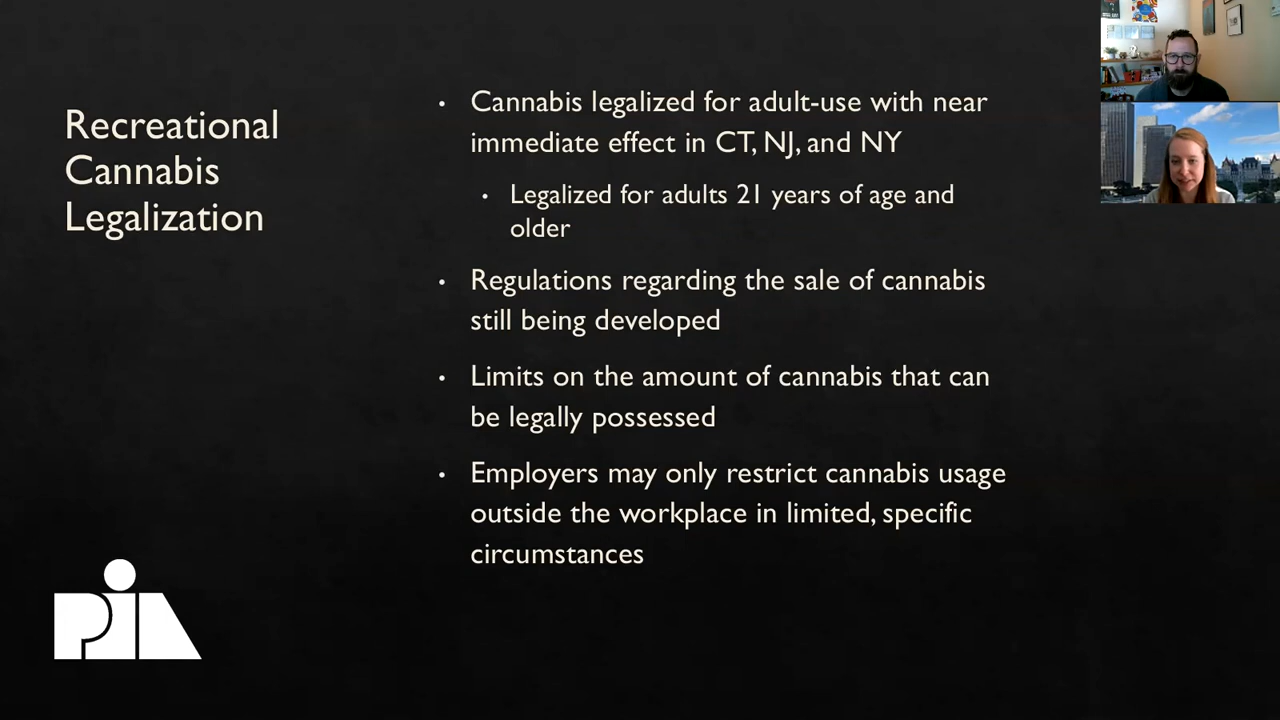 Recreational
Cannabis
Legalization
• Cannabis legalized for adult-use with near
immediate effect in CT, NJ, and NY
• Legalized for adults 21 years of age and
older
• Regulations regarding the sale of cannabis
still being developed
• Limits on the amount of cannabis that can
be legally possessed
• Employers may only restrict cannabis usage
outside the workplace in limited, specific
circumstances
PIA